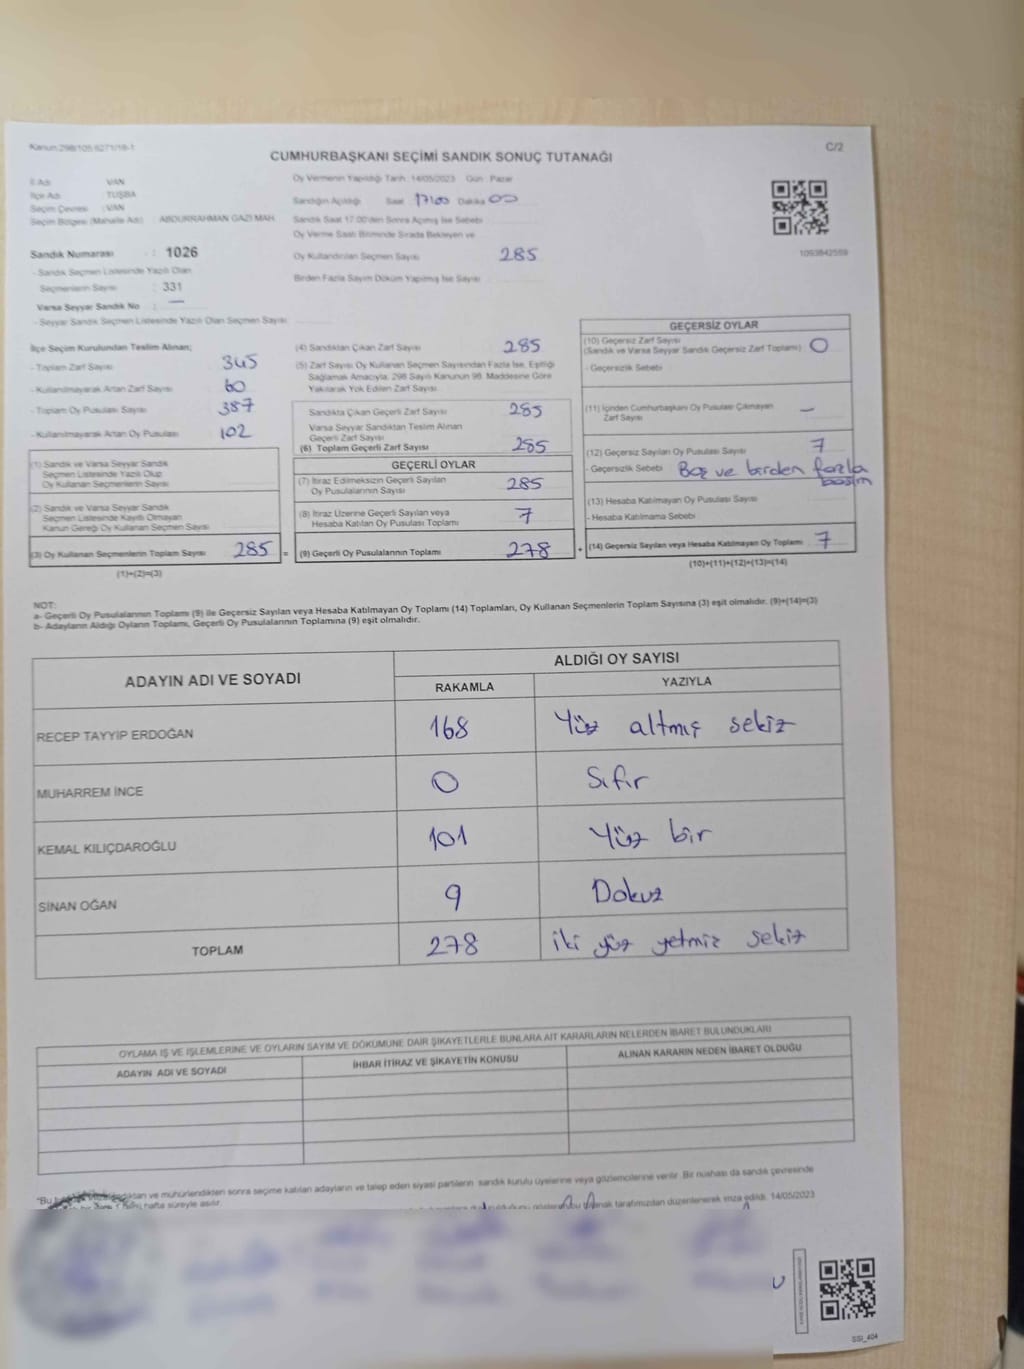 Kanun:298/105 6271/18-1
C/2
CUMHURBAŞKANI SEÇİMİ SANDIK SONUÇ TUTANAĞI
İl Adı : VAN
İlçe Adı : TUŞBA
Seçim Çevresi : VAN
Seçim Bölgesi (Mahalle Adı) : ABDURRAHMAN GAZİ MAH.
Sandık Numarası : 1026
- Sandık Seçmen Listesinde Yazılı Olan
Seçmenlerin Sayısı : 331
Varsa Seyyar Sandık No : —
- Seyyar Sandık Seçmen Listesinde Yazılı Olan Seçmen Sayısı
Oy Vermenin Yapıldığı Tarih :14/05/2023 Gün : Pazar
Sandığın Açıldığı Saat 17:00 Dakika 00
Sandık Saat 17.00'den Sonra Açılmış İse Sebebi
Oy Verme Saati Bitiminde Sırada Bekleyen ve
Oy Kullandırılan Seçmen Sayısı 285
Birden Fazla Sayım Döküm Yapılmış İse Sayısı
1093842559
İlçe Seçim Kurulundan Teslim Alınan;
- Toplam Zarf Sayısı 345
- Kullanılmayarak Artan Zarf Sayısı 60
- Toplam Oy Pusulası Sayısı 387
- Kullanılmayarak Artan Oy Pusulası 102
(1) Sandık ve Varsa Seyyar Sandık
Seçmen Listesinde Yazılı Olup
Oy Kullanan Seçmenlerin Sayısı
(2) Sandık ve Varsa Seyyar Sandık
Seçmen Listesinde Kayıtlı Olmayan
Kanun Gereği Oy Kullanan Seçmen Sayısı
(3) Oy Kullanan Seçmenlerin Toplam Sayısı 285 =
(1)+(2)=(3)
(4) Sandıktan Çıkan Zarf Sayısı 285
(5) Zarf Sayısı Oy Kullanan Seçmen Sayısından Fazla İse, Eşitliği
Sağlamak Amacıyla, 298 Sayılı Kanunun 98. Maddesine Göre
Yakılarak Yok Edilen Zarf Sayısı
Sandıkta Çıkan Geçerli Zarf Sayısı 285
Varsa Seyyar Sandıktan Teslim Alınan
Geçerli Zarf Sayısı
(6) Toplam Geçerli Zarf Sayısı 285
GEÇERLİ OYLAR
(7) İtiraz Edilmeksizin Geçerli Sayılan
Oy Pusulalarının Sayısı 285
(8) İtiraz Üzerine Geçerli Sayılan veya
Hesaba Katılan Oy Pusulası Toplamı 7
(9) Geçerli Oy Pusulalarının Toplamı 278 +
GEÇERSİZ OYLAR
(10) Geçersiz Zarf Sayısı
(Sandık ve Varsa Seyyar Sandık Geçersiz Zarf Toplamı) 0
- Geçersizlik Sebebi
(11) İçinden Cumhurbaşkanı Oy Pusulası Çıkmayan
Zarf Sayısı —
(12) Geçersiz Sayılan Oy Pusulası Sayısı 7
- Geçersizlik Sebebi Boş ve birden fazla
basım
(13) Hesaba Katılmayan Oy Pusulası Sayısı
- Hesaba Katılmama Sebebi
(14) Geçersiz Sayılan veya Hesaba Katılmayan Oy Toplamı 7
(10)+(11)+(12)+(13)=(14)
NOT:
a- Geçerli Oy Pusulalarının Toplamı (9) ile Geçersiz Sayılan veya Hesaba Katılmayan Oy Toplamı (14) Toplamları, Oy Kullanan Seçmenlerin Toplam Sayısına (3) eşit olmalıdır. (9)+(14)=(3)
b- Adayların Aldığı Oyların Toplamı, Geçerli Oy Pusulalarının Toplamına (9) eşit olmalıdır.
ADAYIN ADI VE SOYADI
ALDIĞI OY SAYISI
RAKAMLA YAZIYLA
RECEP TAYYİP ERDOĞAN 168 Yüz altmış sekiz
MUHARREM İNCE 0 Sıfır
KEMAL KILIÇDAROĞLU 101 Yüz bir
SİNAN OĞAN 9 Dokuz
TOPLAM 278 iki yüz yetmiz sekiz
OYLAMA İŞ VE İŞLEMLERİNE VE OYLARIN SAYIM VE DÖKÜMÜNE DAİR ŞİKAYETLERLE BUNLARA AİT KARARLARIN NELERDEN İBARET BULUNDUKLARI
ADAYIN ADI VE SOYADI
İHBAR İTİRAZ VE ŞİKAYETİN KONUSU
ALINAN KARARIN NEDEN İBARET OLDUĞU
"Bu ve mühürlendikten sonra seçime katılan adayların ve talep eden siyasi partilerin sandık kurulu üyelerine veya gözlemcilerine verilir. Bir nüshası da sandık çevresinde
hafta süreyle asılır.
tarafımızdan düzenlenerek imza edildi. 14/05/2023
SSI_404